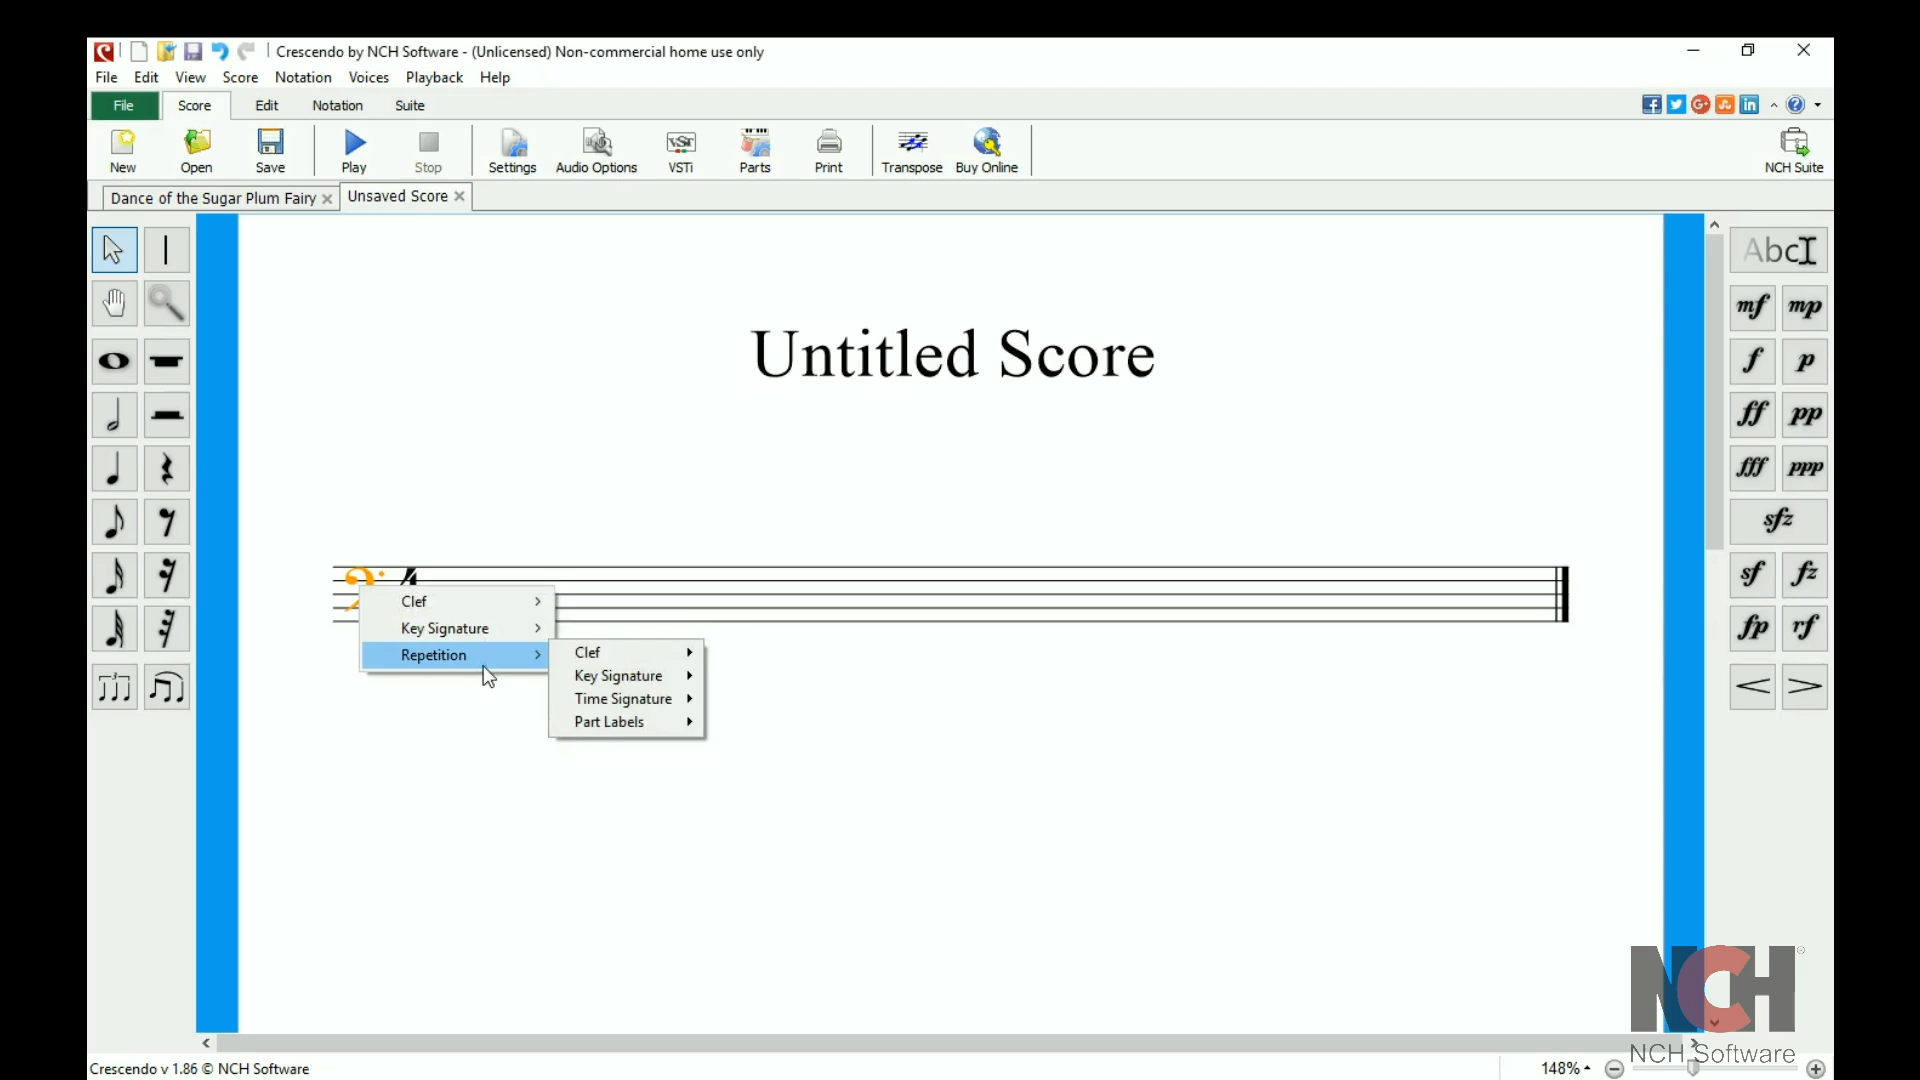 Crescendo by NCH Software - (Unlicensed) Non-commercial home use only
File Edit View Score Notation Voices Playback Help
File Score Edit Notation Suite
New Open Save Play Stop Settings Audio Options VSTi Parts Print Transpose Buy Online NCH Suite
Dance of the Sugar Plum Fairy Unsaved Score
Abc
Untitled Score
mf mp
f p
ff pp
fff ppp
sfz
sf fz
fp rf
Clef
Key Signature
Repetition
Clef
Key Signature
Time Signature
Part Labels
NCH
NCH Software
Crescendo v 1.86 © NCH Software
148%